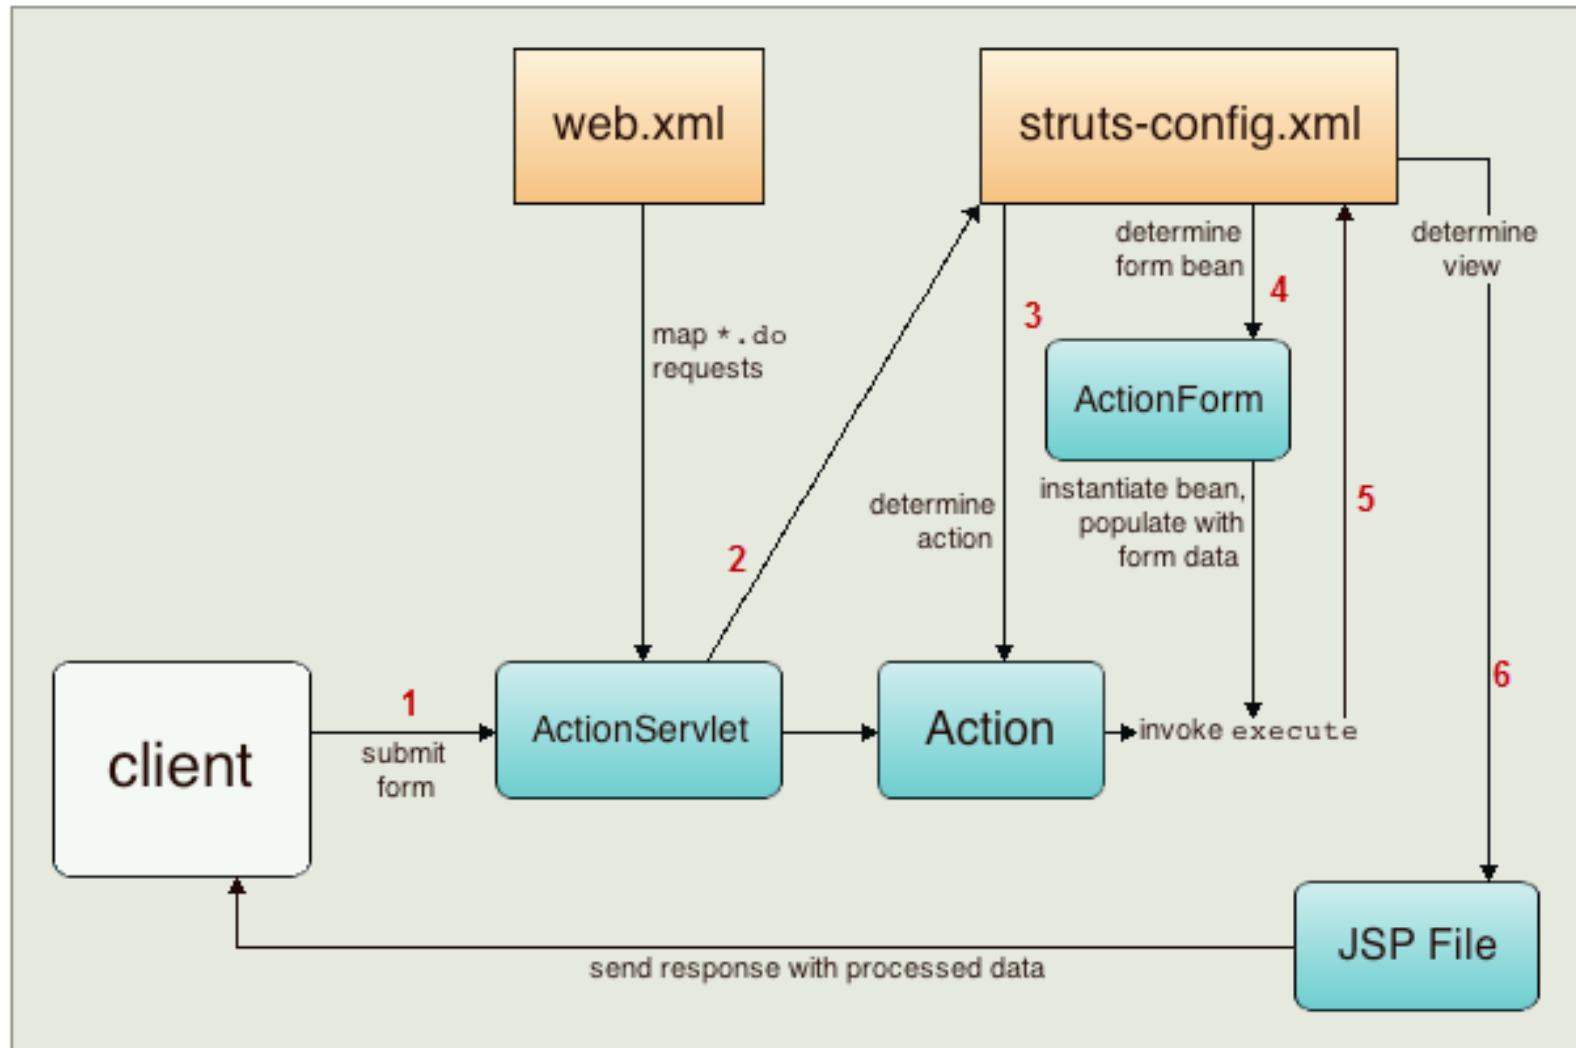 web.xml
struts-config.xml
determine
form bean
determine
view
4
3
map *.do
requests
ActionForm
instantiate bean,
populate with
form data
5
determine
action
2
1
submit
form
client
ActionServlet
Action
invoke execute
6
JSP File
send response with processed data